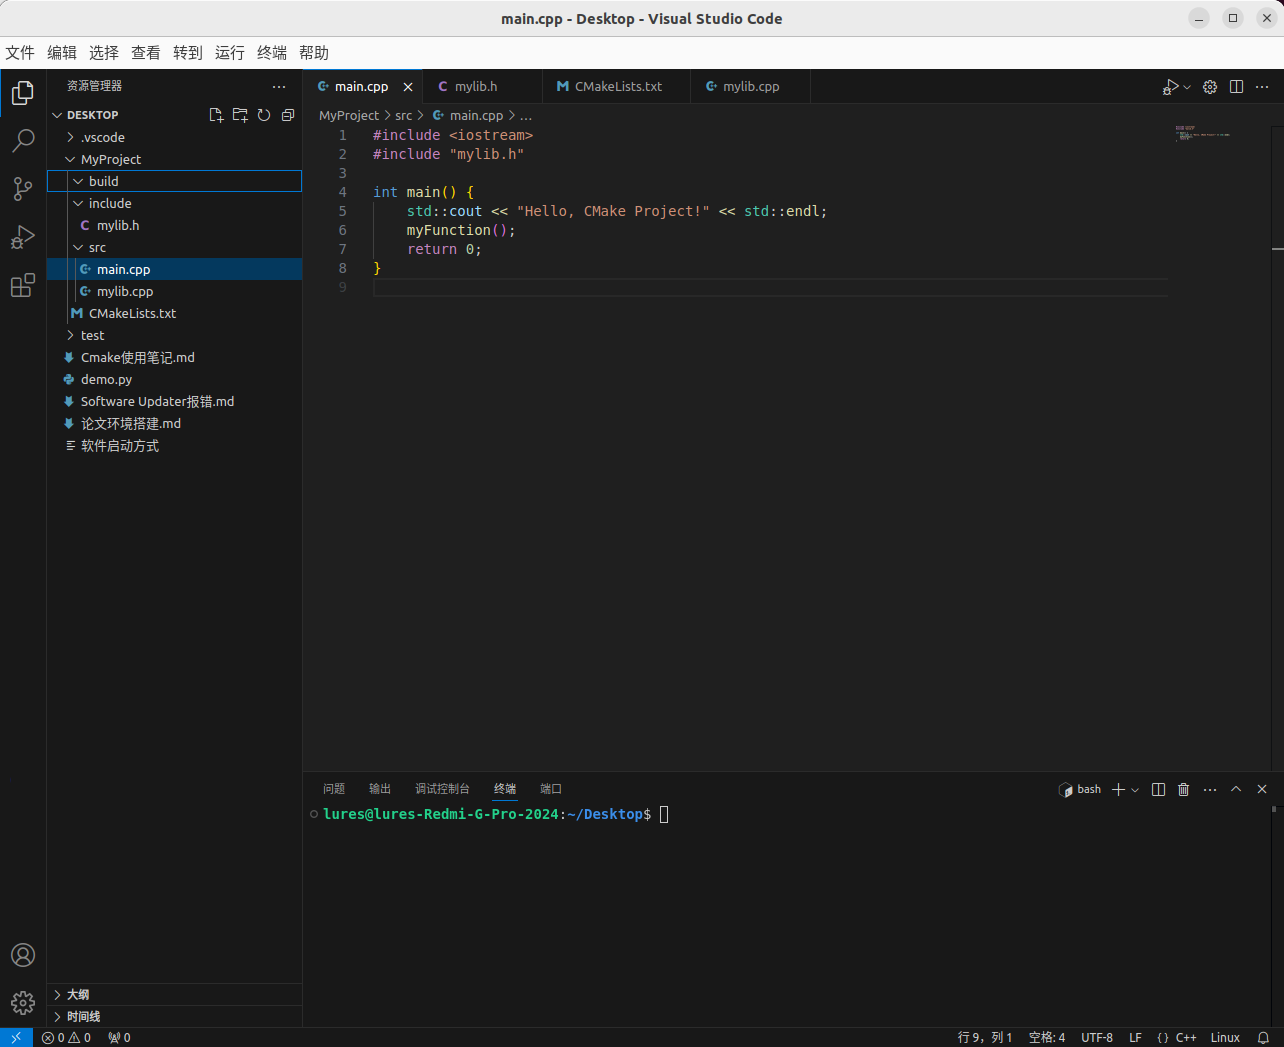 main.cpp - Desktop - Visual Studio Code
文件 编辑 选择 查看 转到 运行 终端 帮助
资源管理器
DESKTOP
.vscode
MyProject
build
include
mylib.h
src
main.cpp
mylib.cpp
CMakeLists.txt
test
Cmake使用笔记.md
demo.py
Software Updater报错.md
论文环境搭建.md
软件启动方式
大纲
时间线
main.cpp mylib.h CMakeLists.txt mylib.cpp
MyProject > src > main.cpp > ...
1 #include <iostream>
2 #include "mylib.h"
3
4 int main() {
5 std::cout << "Hello, CMake Project!" << std::endl;
6 myFunction();
7 return 0;
8 }
9
问题 输出 调试控制台 终端 端口
bash
lures@lures-Redmi-G-Pro-2024:~/Desktop$
0 0 0
行 9，列 1 空格: 4 UTF-8 LF {} C++ Linux